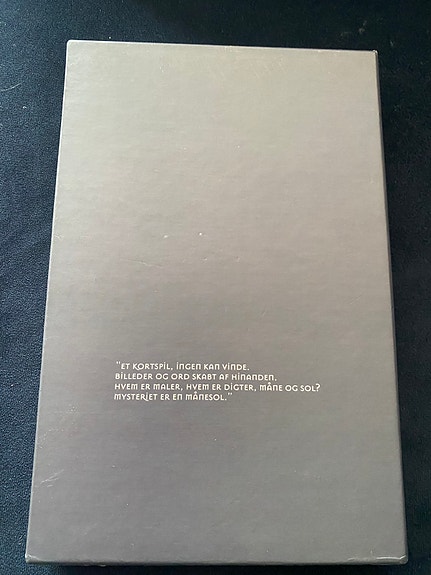 "ET KORTSPIL, INGEN KAN VINDE.
BILLEDER OG ORD SKABT AF HINANDEN.
HVEM ER MALER, HVEM ER DIGTER, MÅNE OG SOL?
MYSTERIET ER EN MÅNESOL."